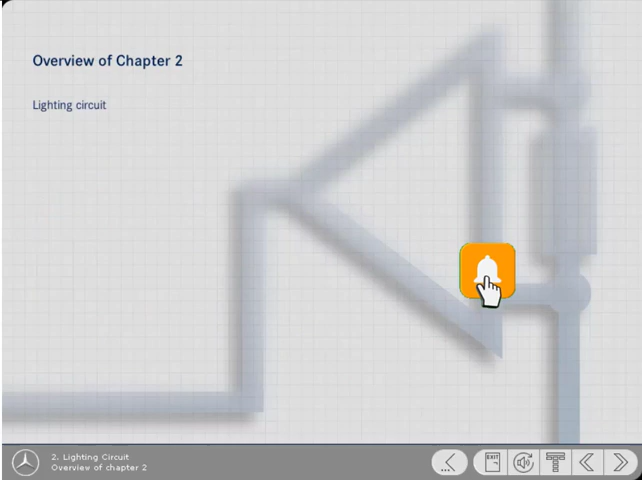 Overview of Chapter 2
Lighting circuit
2. Lighting Circuit
Overview of chapter 2
EXIT